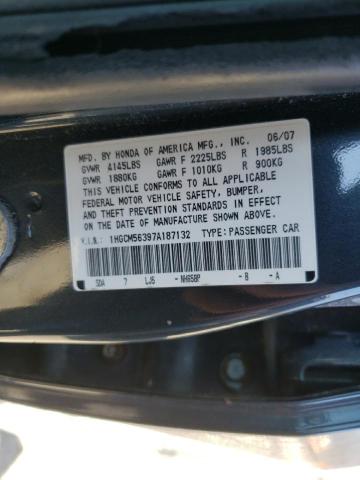 MFD. BY HONDA OF AMERICA MFG., INC. 06/07
GVWR 4145LBS GAWR F 2225LBS R 1985LBS
GVWR 1880KG GAWR F 1010KG R 900KG
THIS VEHICLE CONFORMS TO ALL APPLICABLE
FEDERAL MOTOR VEHICLE SAFETY, BUMPER,
AND THEFT PREVENTION STANDARDS IN EFFECT
ON THE DATE OF MANUFACTURE SHOWN ABOVE.
V.I.N. 1HGCM56397A187132 TYPE: PASSENGER CAR
SDA 7 LJ5 NH658P B A